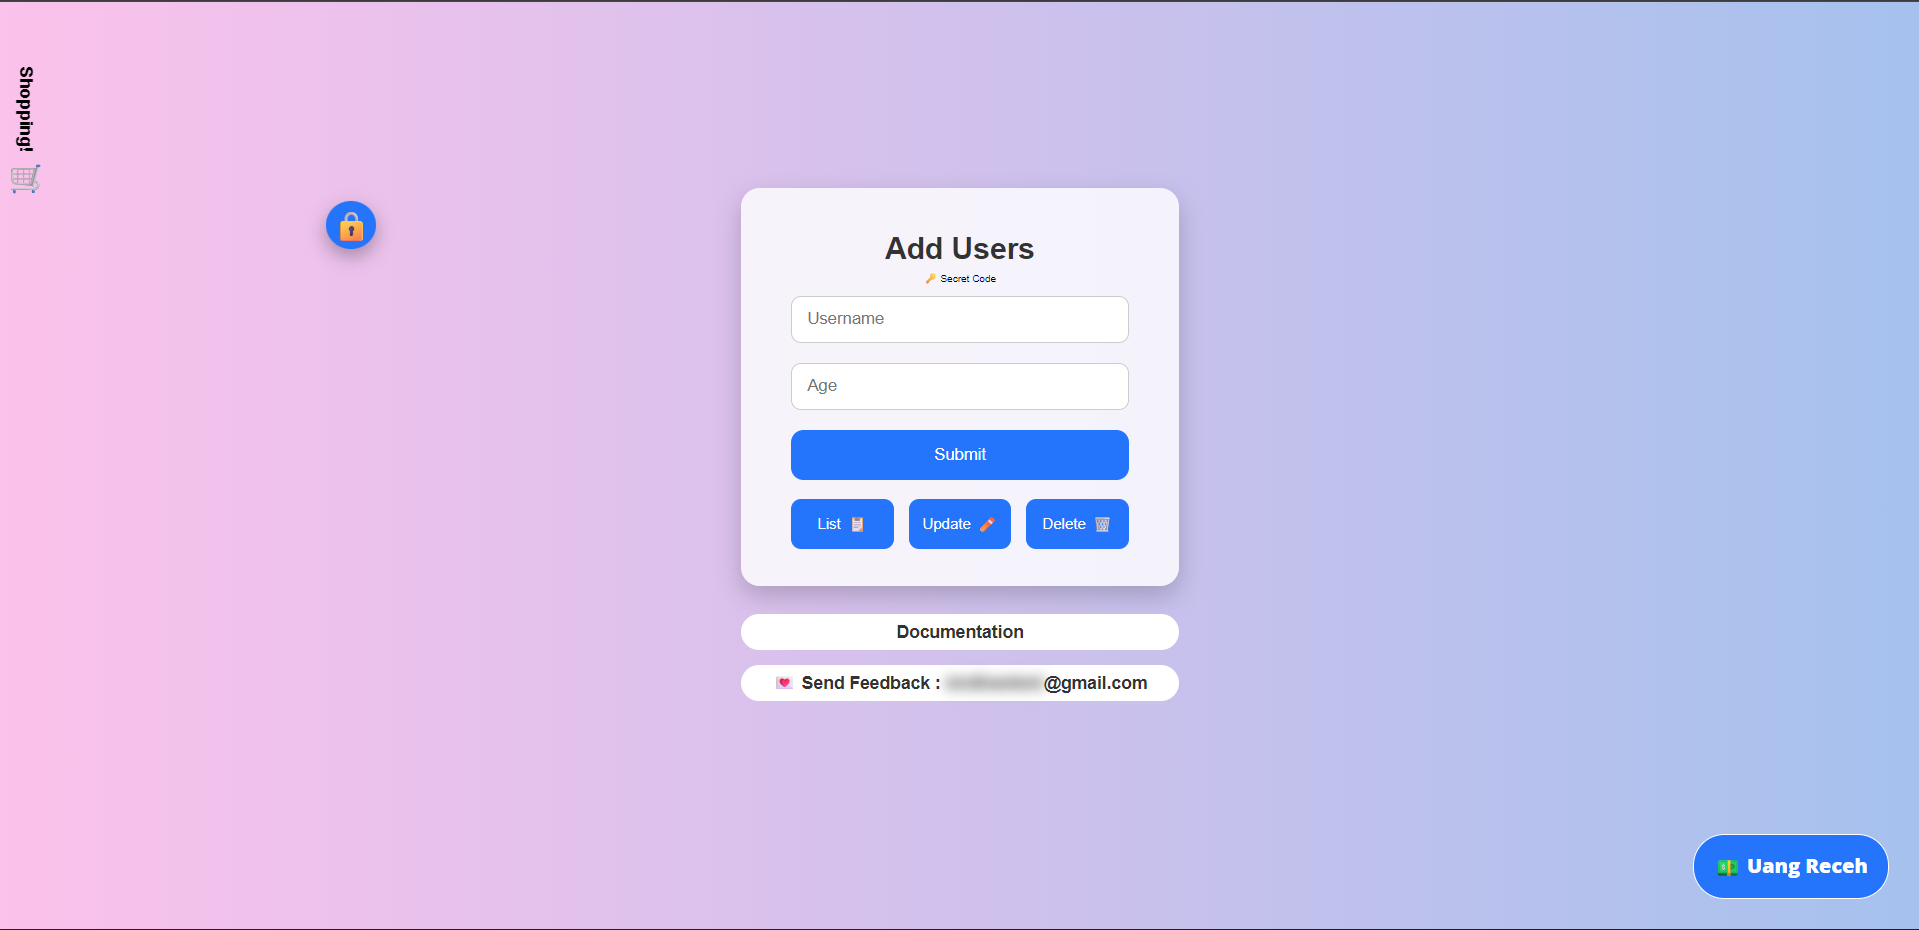 Shopping!
Add Users
Secret Code
Username
Age
Submit
List
Update
Delete
Documentation
Send Feedback : @gmail.com
Uang Receh